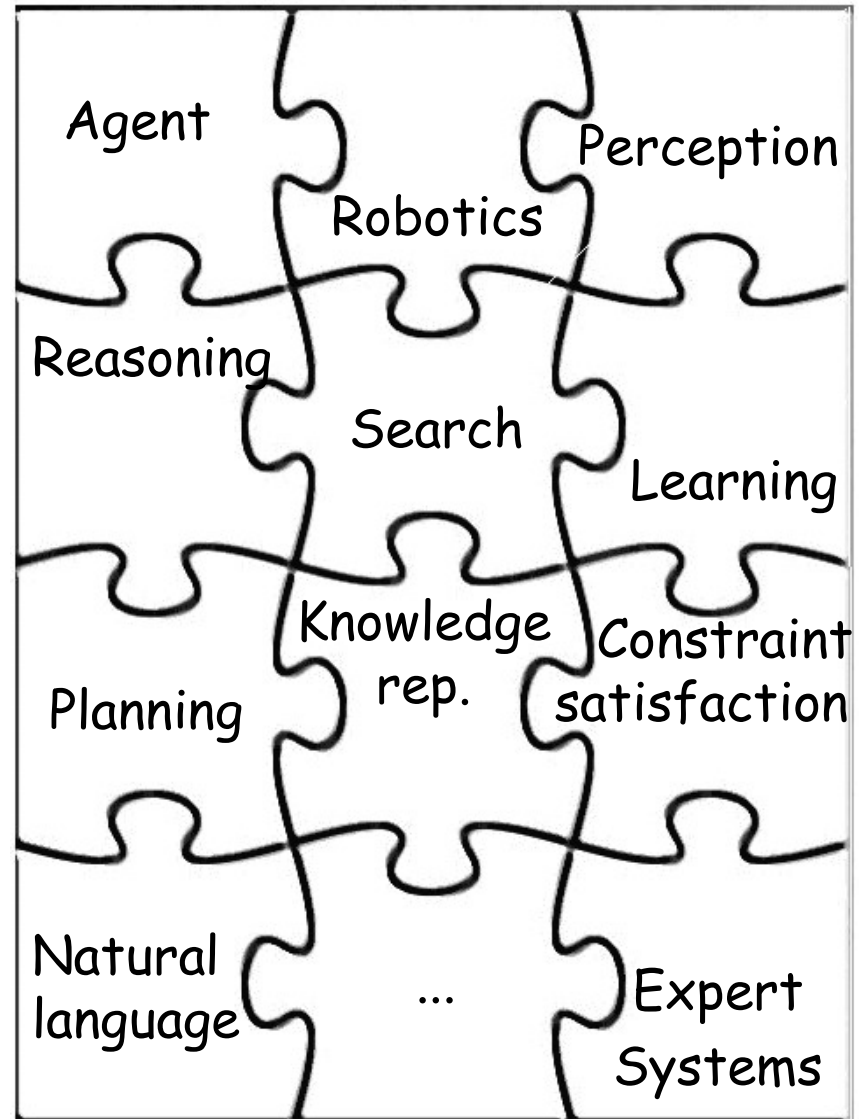 Agent
Robotics
Perception
Reasoning
Search
Learning
Planning
Knowledge
rep.
Constraint
satisfaction
Natural
language
...
Expert
Systems